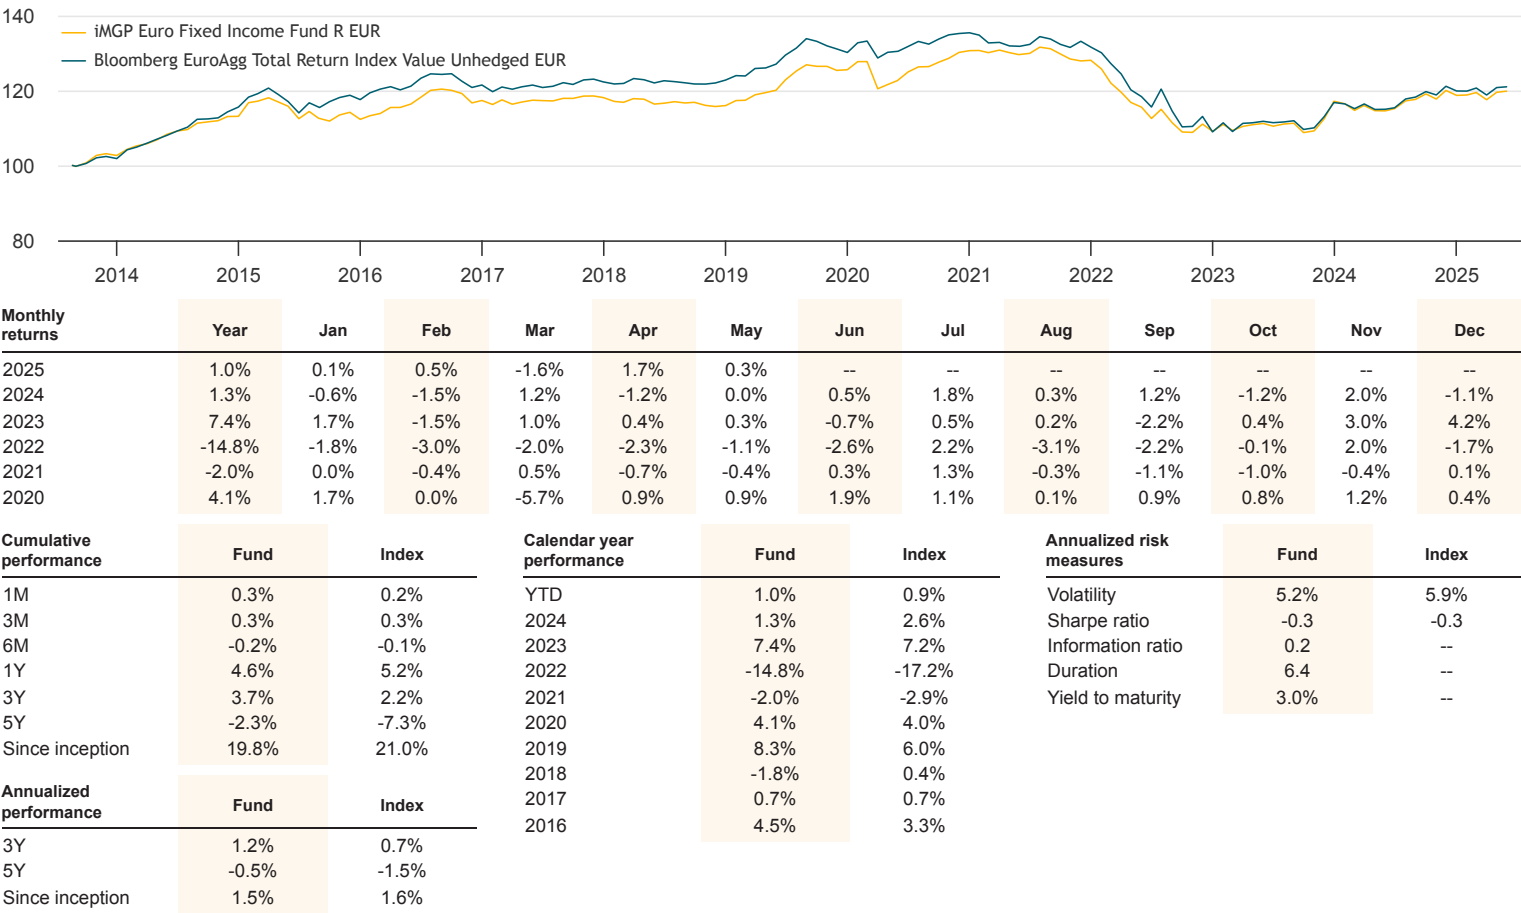 140
120
100
80
iMGP Euro Fixed Income Fund R EUR
Bloomberg EuroAgg Total Return Index Value Unhedged EUR
2014 2015 2016 2017 2018 2019 2020 2021 2022 2023 2024 2025
Monthly
returns Year Jan Feb Mar Apr May Jun Jul Aug Sep Oct Nov Dec
2025 1.0% 0.1% 0.5% -1.6% 1.7% 0.3% -- -- -- -- -- -- --
2024 1.3% -0.6% -1.5% 1.2% -1.2% 0.0% 0.5% 1.8% 0.3% 1.2% -1.2% 2.0% -1.1%
2023 7.4% 1.7% -1.5% 1.0% 0.4% 0.3% -0.7% 0.5% 0.2% -2.2% 0.4% 3.0% 4.2%
2022 -14.8% -1.8% -3.0% -2.0% -2.3% -1.1% -2.6% 2.2% -3.1% -2.2% -0.1% 2.0% -1.7%
2021 -2.0% 0.0% -0.4% 0.5% -0.7% -0.4% 0.3% 1.3% -0.3% -1.1% -1.0% -0.4% 0.1%
2020 4.1% 1.7% 0.0% -5.7% 0.9% 0.9% 1.9% 1.1% 0.1% 0.9% 0.8% 1.2% 0.4%
Cumulative
performance Fund Index
1M 0.3% 0.2%
3M 0.3% 0.3%
6M -0.2% -0.1%
1Y 4.6% 5.2%
3Y 3.7% 2.2%
5Y -2.3% -7.3%
Since inception 19.8% 21.0%
Annualized
performance Fund Index
3Y 1.2% 0.7%
5Y -0.5% -1.5%
Since inception 1.5% 1.6%
Calendar year
performance Fund Index
YTD 1.0% 0.9%
2024 1.3% 2.6%
2023 7.4% 7.2%
2022 -14.8% -17.2%
2021 -2.0% -2.9%
2020 4.1% 4.0%
2019 8.3% 6.0%
2018 -1.8% 0.4%
2017 0.7% 0.7%
2016 4.5% 3.3%
Annualized risk
measures Fund Index
Volatility 5.2% 5.9%
Sharpe ratio -0.3 -0.3
Information ratio 0.2 --
Duration 6.4 --
Yield to maturity 3.0% --